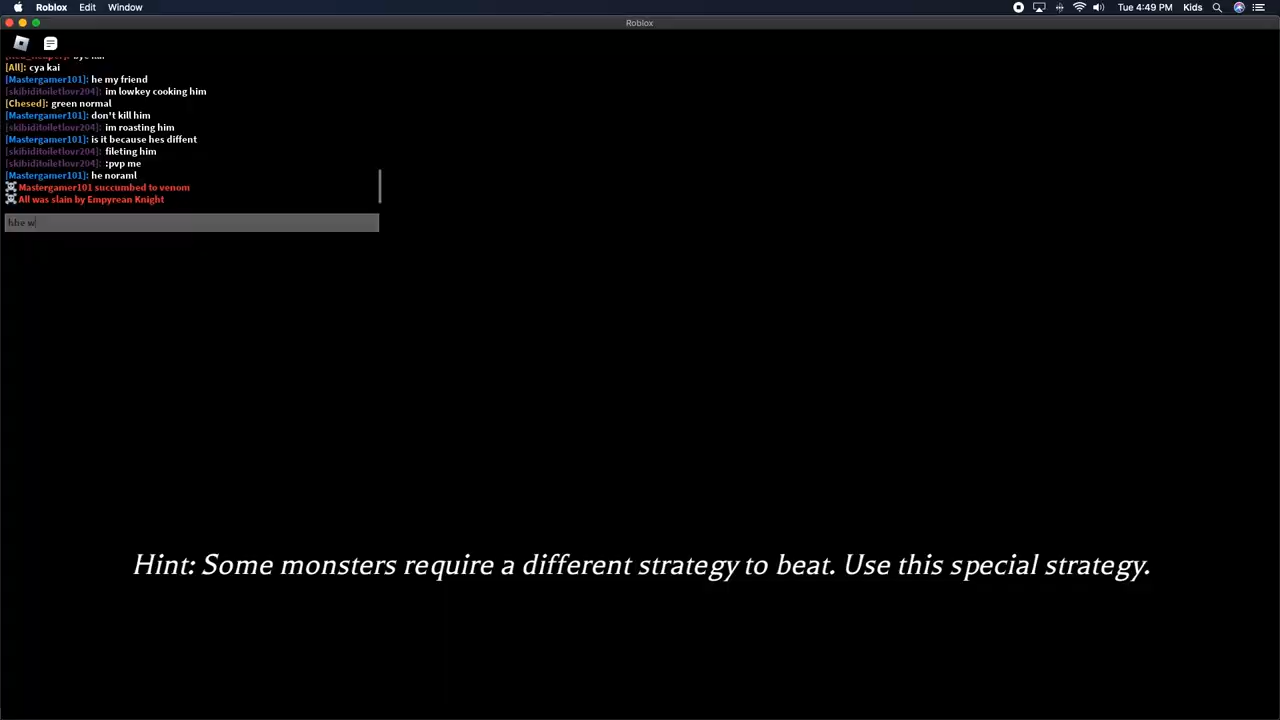 Roblox Edit Window Tue 4:49 PM Kids
Roblox
[All]: cya kai
[Mastergamer101]: he my friend
[skibiditoiletlovr204]: im lowkey cooking him
[Chesed]: green normal
[Mastergamer101]: don't kill him
[skibiditoiletlovr204]: im roasting him
[Mastergamer101]: is it because hes diffent
[skibiditoiletlovr204]: fileting him
[skibiditoiletlovr204]: :pvp me
[Mastergamer101]: he noraml
Mastergamer101 succumbed to venom
All was slain by Empyrean Knight
hbe w
Hint: Some monsters require a different strategy to beat. Use this special strategy.